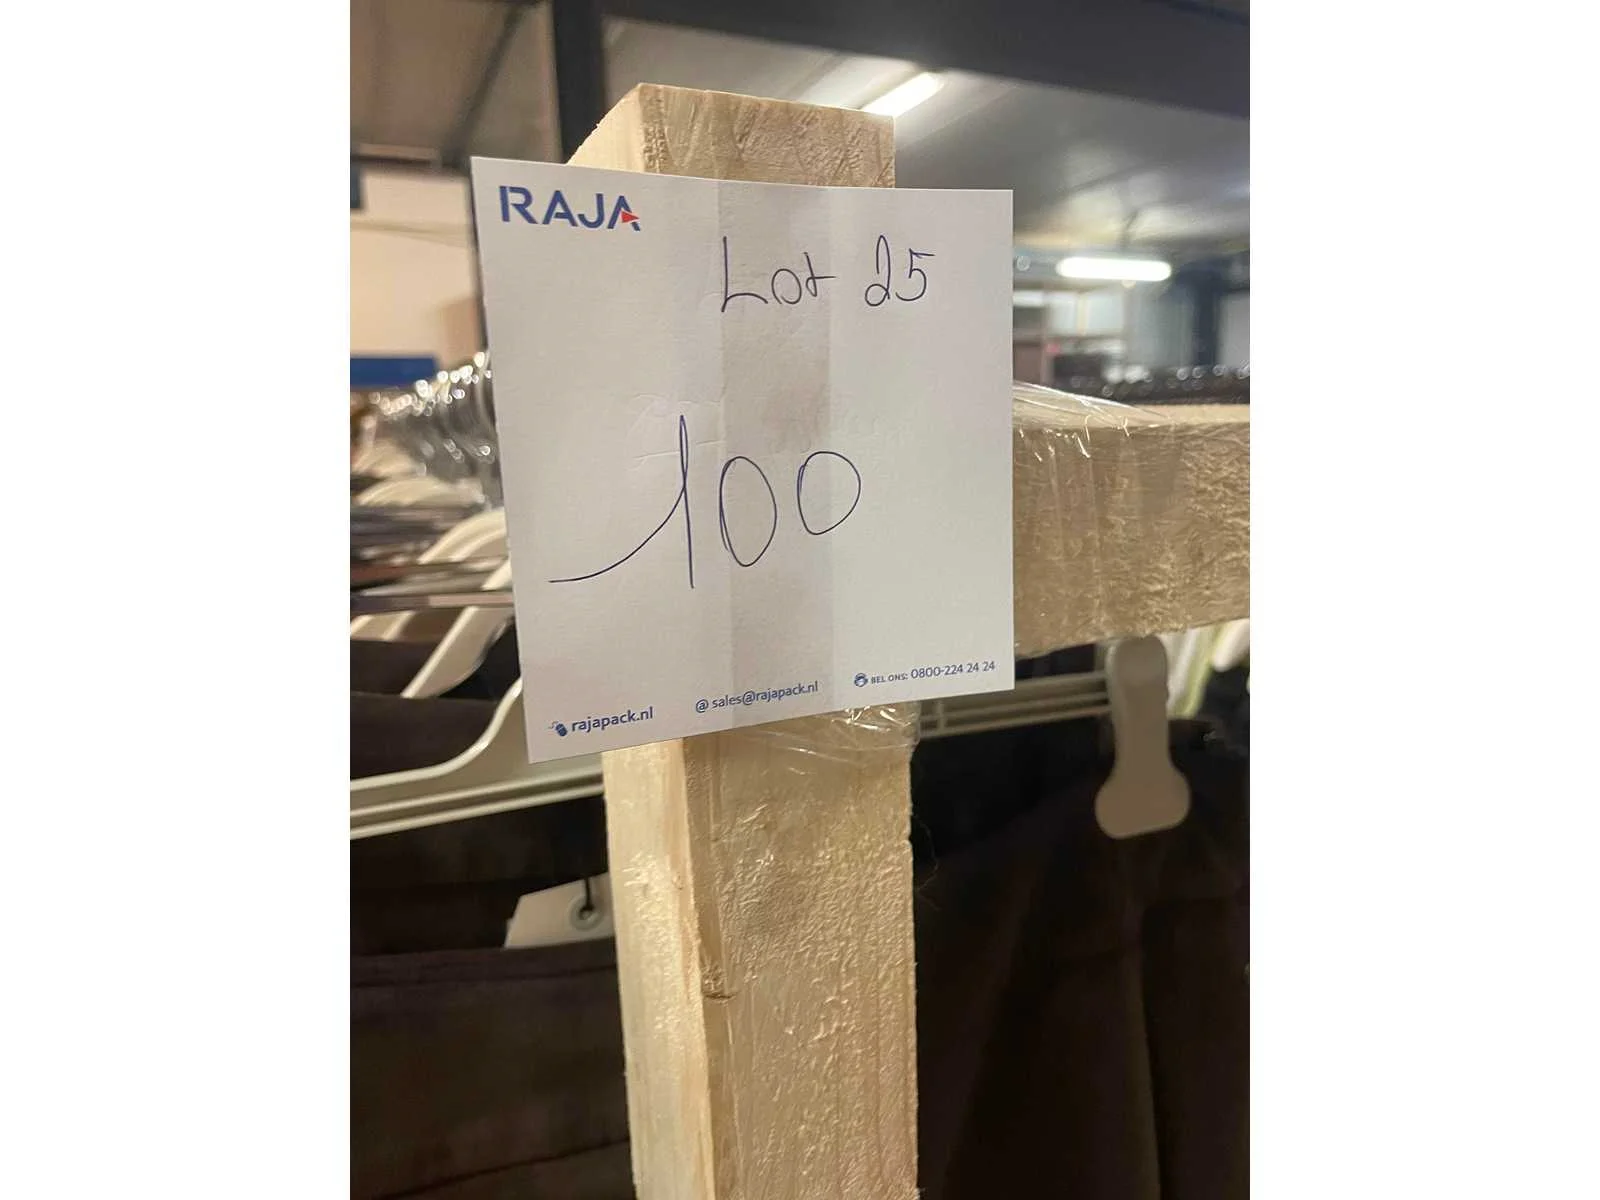 RAJA
Lot 25
100
rajapack.nl
@ sales@rajapack.nl
BEL ONS: 0800-224 24 24